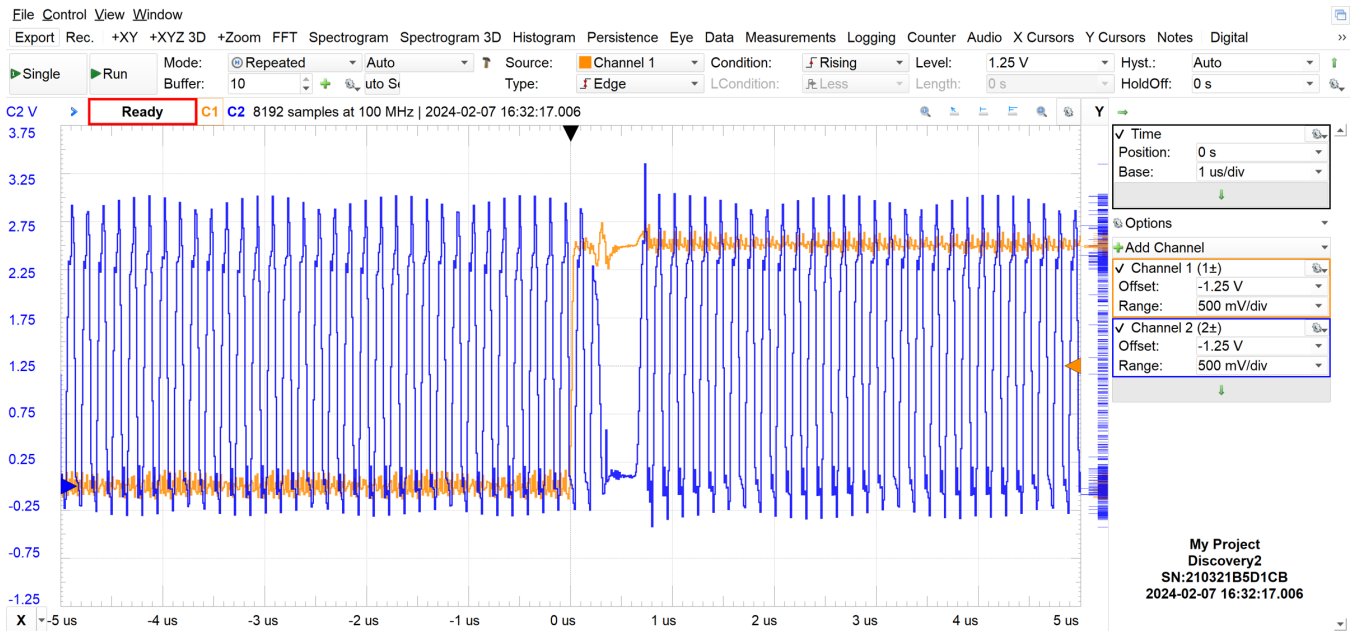 File Control View Window
Export Rec. +XY +XYZ 3D +Zoom FFT Spectrogram Spectrogram 3D Histogram Persistence Eye Data Measurements Logging Counter Audio X Cursors Y Cursors Notes Digital »
Single Run Mode: Repeated Auto Source: Channel 1 Condition: Rising Level: 1.25 V Hyst.: Auto
Buffer: 10 uto Se Type: Edge LCondition: Less Length: 0 s HoldOff: 0 s
C2 V Ready C1 C2 8192 samples at 100 MHz | 2024-02-07 16:32:17.006 Y
3.75
3.25
2.75
2.25
1.75
1.25
0.75
0.25
-0.25
-0.75
-1.25
X -5 us -4 us -3 us -2 us -1 us 0 us 1 us 2 us 3 us 4 us 5 us
Time
Position: 0 s
Base: 1 us/div
Options
Add Channel
Channel 1 (1±)
Offset: -1.25 V
Range: 500 mV/div
Channel 2 (2±)
Offset: -1.25 V
Range: 500 mV/div
My Project
Discovery2
SN:210321B5D1CB
2024-02-07 16:32:17.006